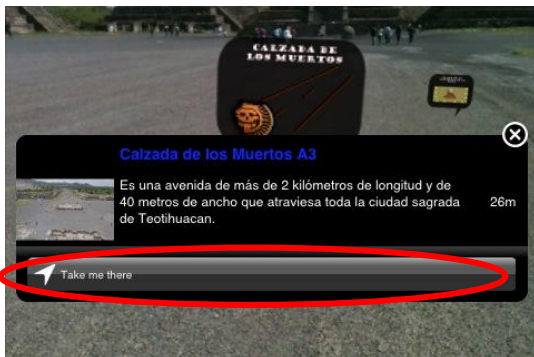 CALZADA DE
LOS MUERTOS
Calzada de los Muertos A3
Es una avenida de más de 2 kilómetros de longitud y de
40 metros de ancho que atraviesa toda la ciudad sagrada
de Teotihuacan.
26m
Take me there